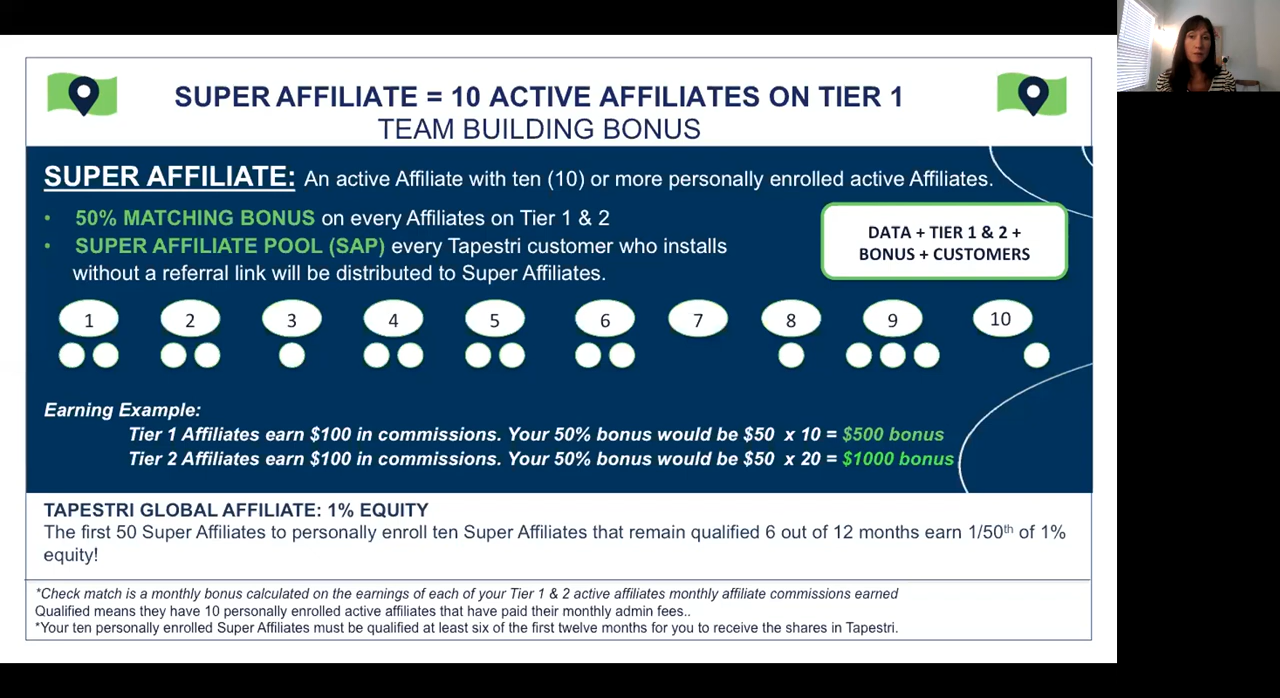 SUPER AFFILIATE = 10 ACTIVE AFFILIATES ON TIER 1
TEAM BUILDING BONUS
SUPER AFFILIATE: An active Affiliate with ten (10) or more personally enrolled active Affiliates.
• 50% MATCHING BONUS on every Affiliates on Tier 1 & 2
• SUPER AFFILIATE POOL (SAP) every Tapestri customer who installs
without a referral link will be distributed to Super Affiliates.
DATA + TIER 1 & 2 +
BONUS + CUSTOMERS
1 2 3 4 5 6 7 8 9 10
Earning Example:
Tier 1 Affiliates earn $100 in commissions. Your 50% bonus would be $50 x 10 = $500 bonus
Tier 2 Affiliates earn $100 in commissions. Your 50% bonus would be $50 x 20 = $1000 bonus
TAPESTRI GLOBAL AFFILIATE: 1% EQUITY
The first 50 Super Affiliates to personally enroll ten Super Affiliates that remain qualified 6 out of 12 months earn 1/50th of 1%
equity!
*Check match is a monthly bonus calculated on the earnings of each of your Tier 1 & 2 active affiliates monthly affiliate commissions earned
Qualified means they have 10 personally enrolled active affiliates that have paid their monthly admin fees..
*Your ten personally enrolled Super Affiliates must be qualified at least six of the first twelve months for you to receive the shares in Tapestri.